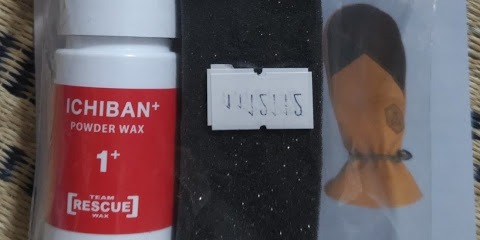 ICHIBAN+
POWDER WAX
1+
TEAM
[RESCUE]
WAX